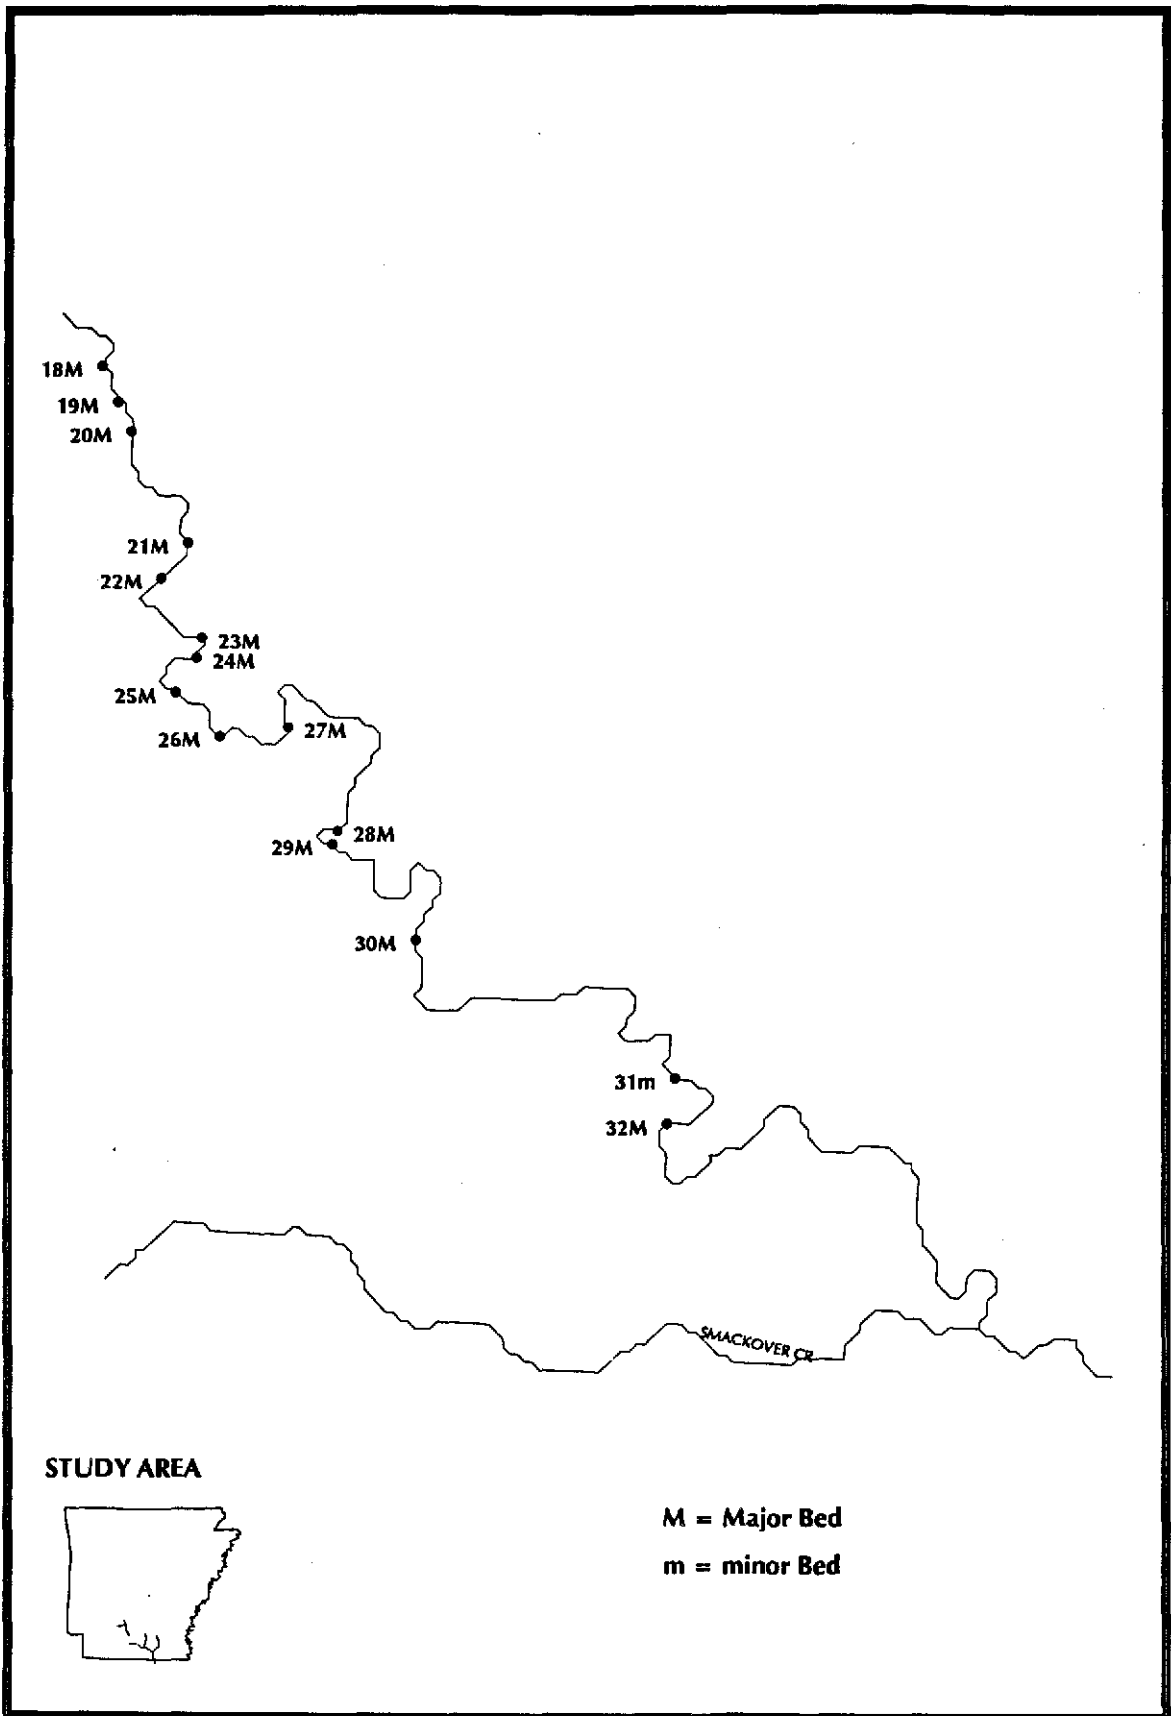 18M
19M
20M
21M
22M
23M
24M
25M
26M
27M
28M
29M
30M
31m
32M
SMACKOVER CR
STUDY AREA
M = Major Bed
m = minor Bed